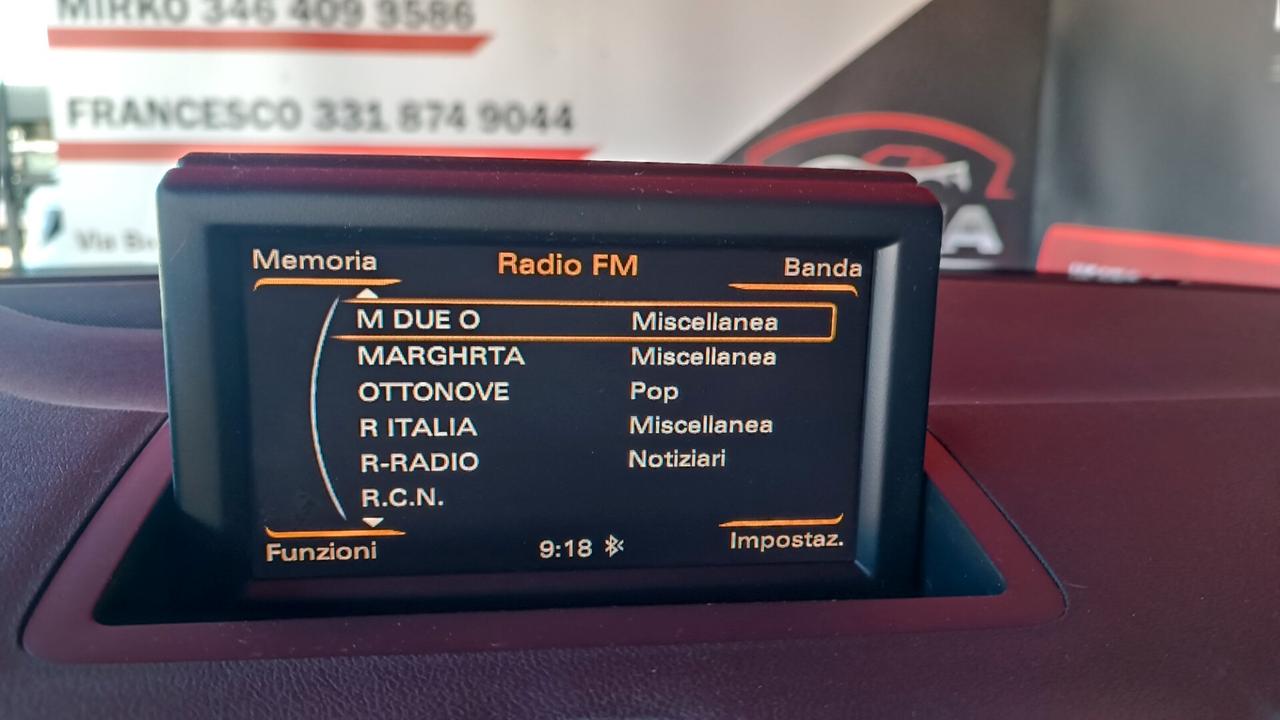 MIRKO 346 409 9586
FRANCESCO 331 874 9044
Via
Memoria Radio FM Banda
M DUE O Miscellanea
MARGHRTA Miscellanea
OTTONOVE Pop
R ITALIA Miscellanea
R-RADIO Notiziari
R.C.N.
Funzioni 9:18 Impostaz.